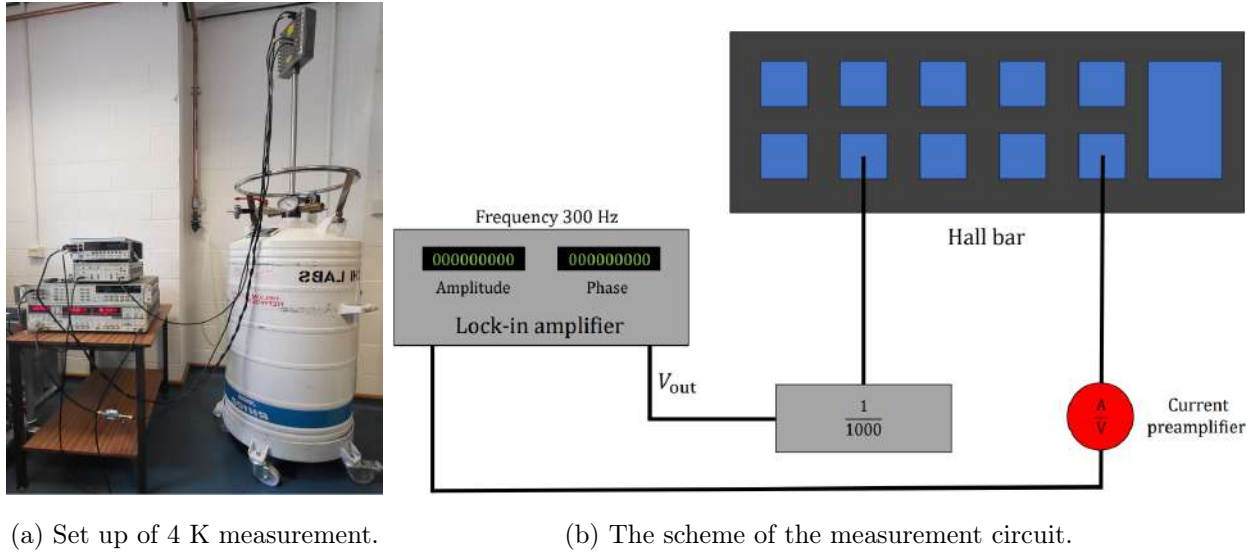 LABS
Frequency 300 Hz
000000000 000000000
Amplitude Phase
Lock-in amplifier
V_out
1
1000
Hall bar
A
V
Current
preamplifier
(a) Set up of 4 K measurement.
(b) The scheme of the measurement circuit.